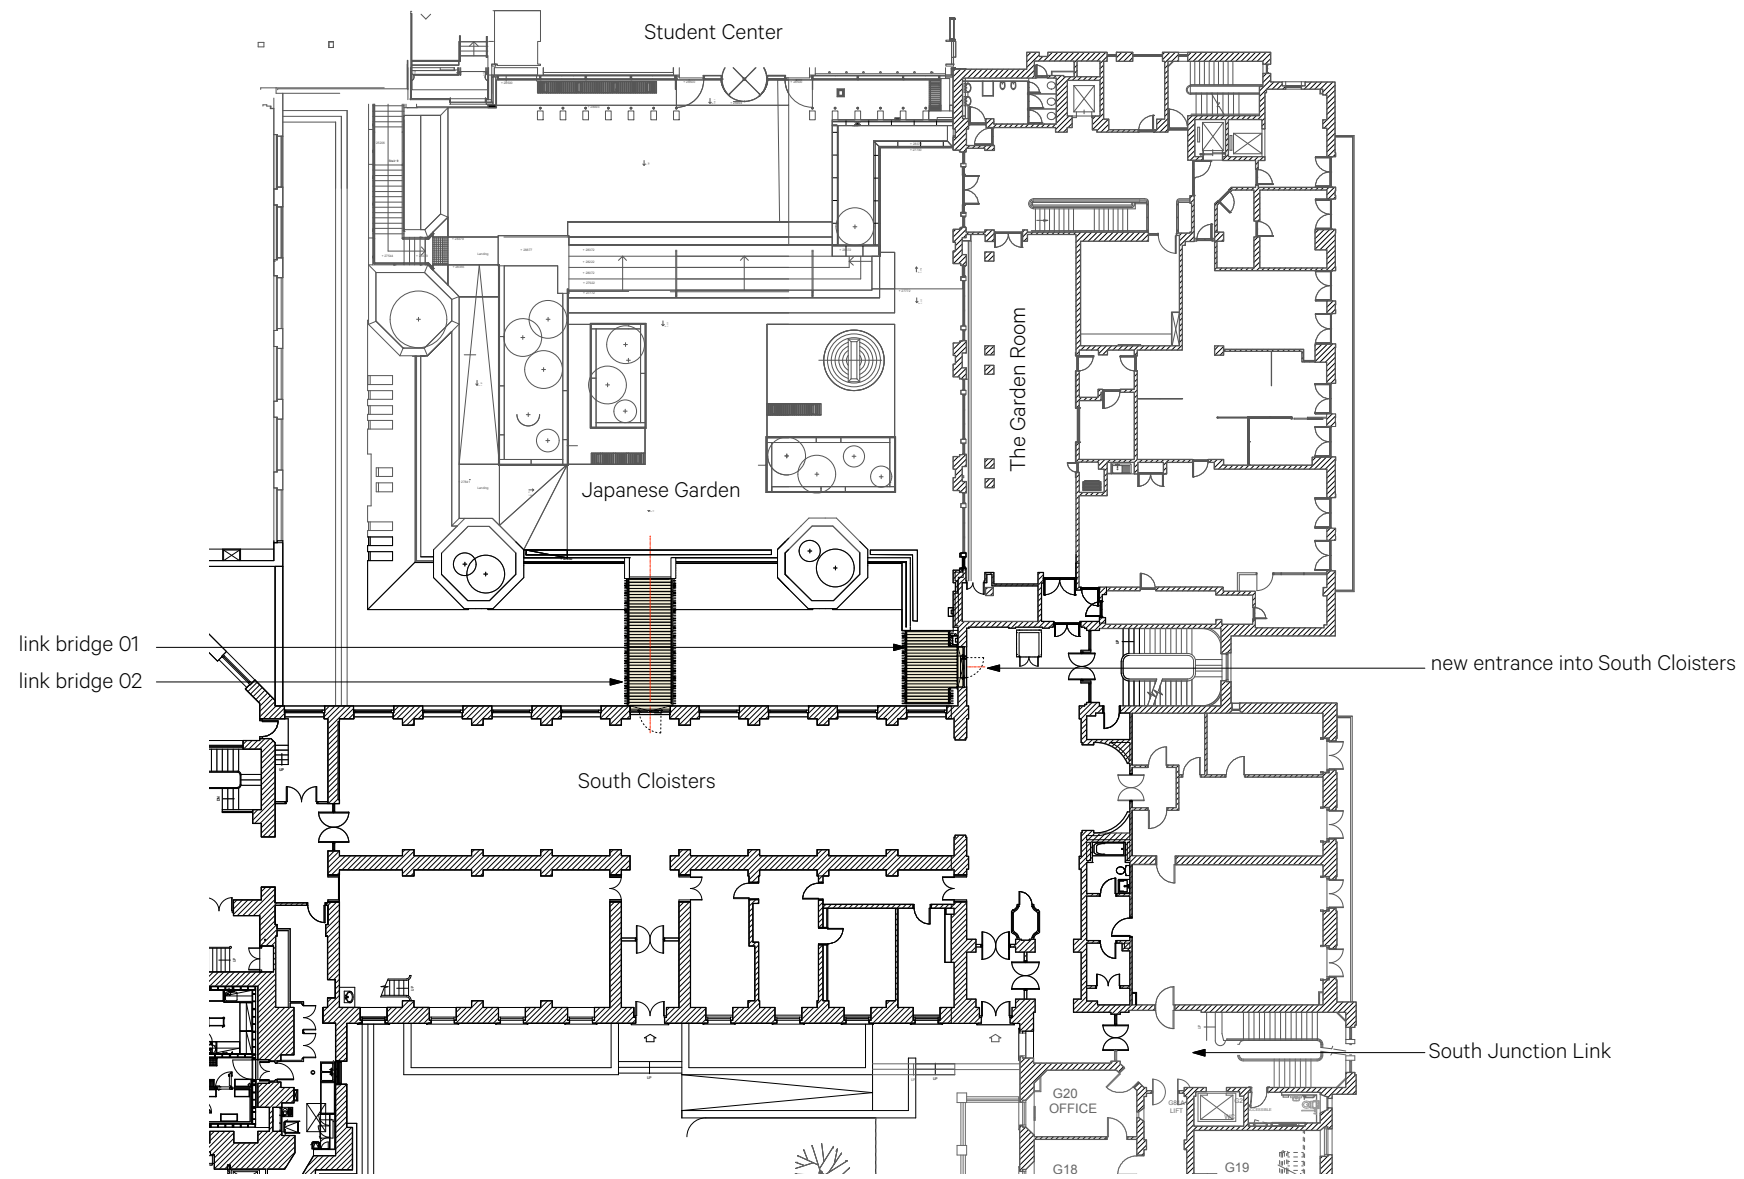 Student Center
The Garden Room
Japanese Garden
link bridge 01
link bridge 02
new entrance into South Cloisters
South Cloisters
South Junction Link
G20
OFFICE
LIFT
G18
G19